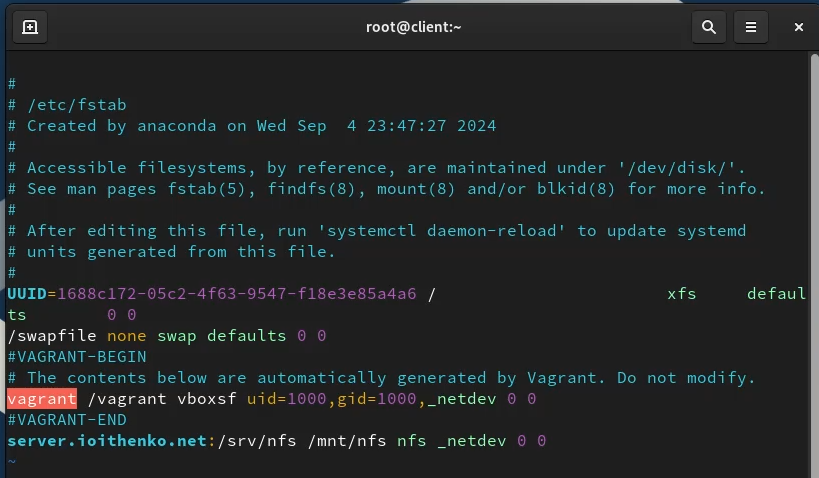 root@client:~
#
# /etc/fstab
# Created by anaconda on Wed Sep  4 23:47:27 2024
#
# Accessible filesystems, by reference, are maintained under '/dev/disk/'.
# See man pages fstab(5), findfs(8), mount(8) and/or blkid(8) for more info.
#
# After editing this file, run 'systemctl daemon-reload' to update systemd
# units generated from this file.
#
UUID=1688c172-05c2-4f63-9547-f18e3e85a4a6 /                       xfs     defaul
ts        0 0
/swapfile none swap defaults 0 0
#VAGRANT-BEGIN
# The contents below are automatically generated by Vagrant. Do not modify.
vagrant /vagrant vboxsf uid=1000,gid=1000,_netdev 0 0
#VAGRANT-END
server.ioithenko.net:/srv/nfs /mnt/nfs nfs _netdev 0 0
~